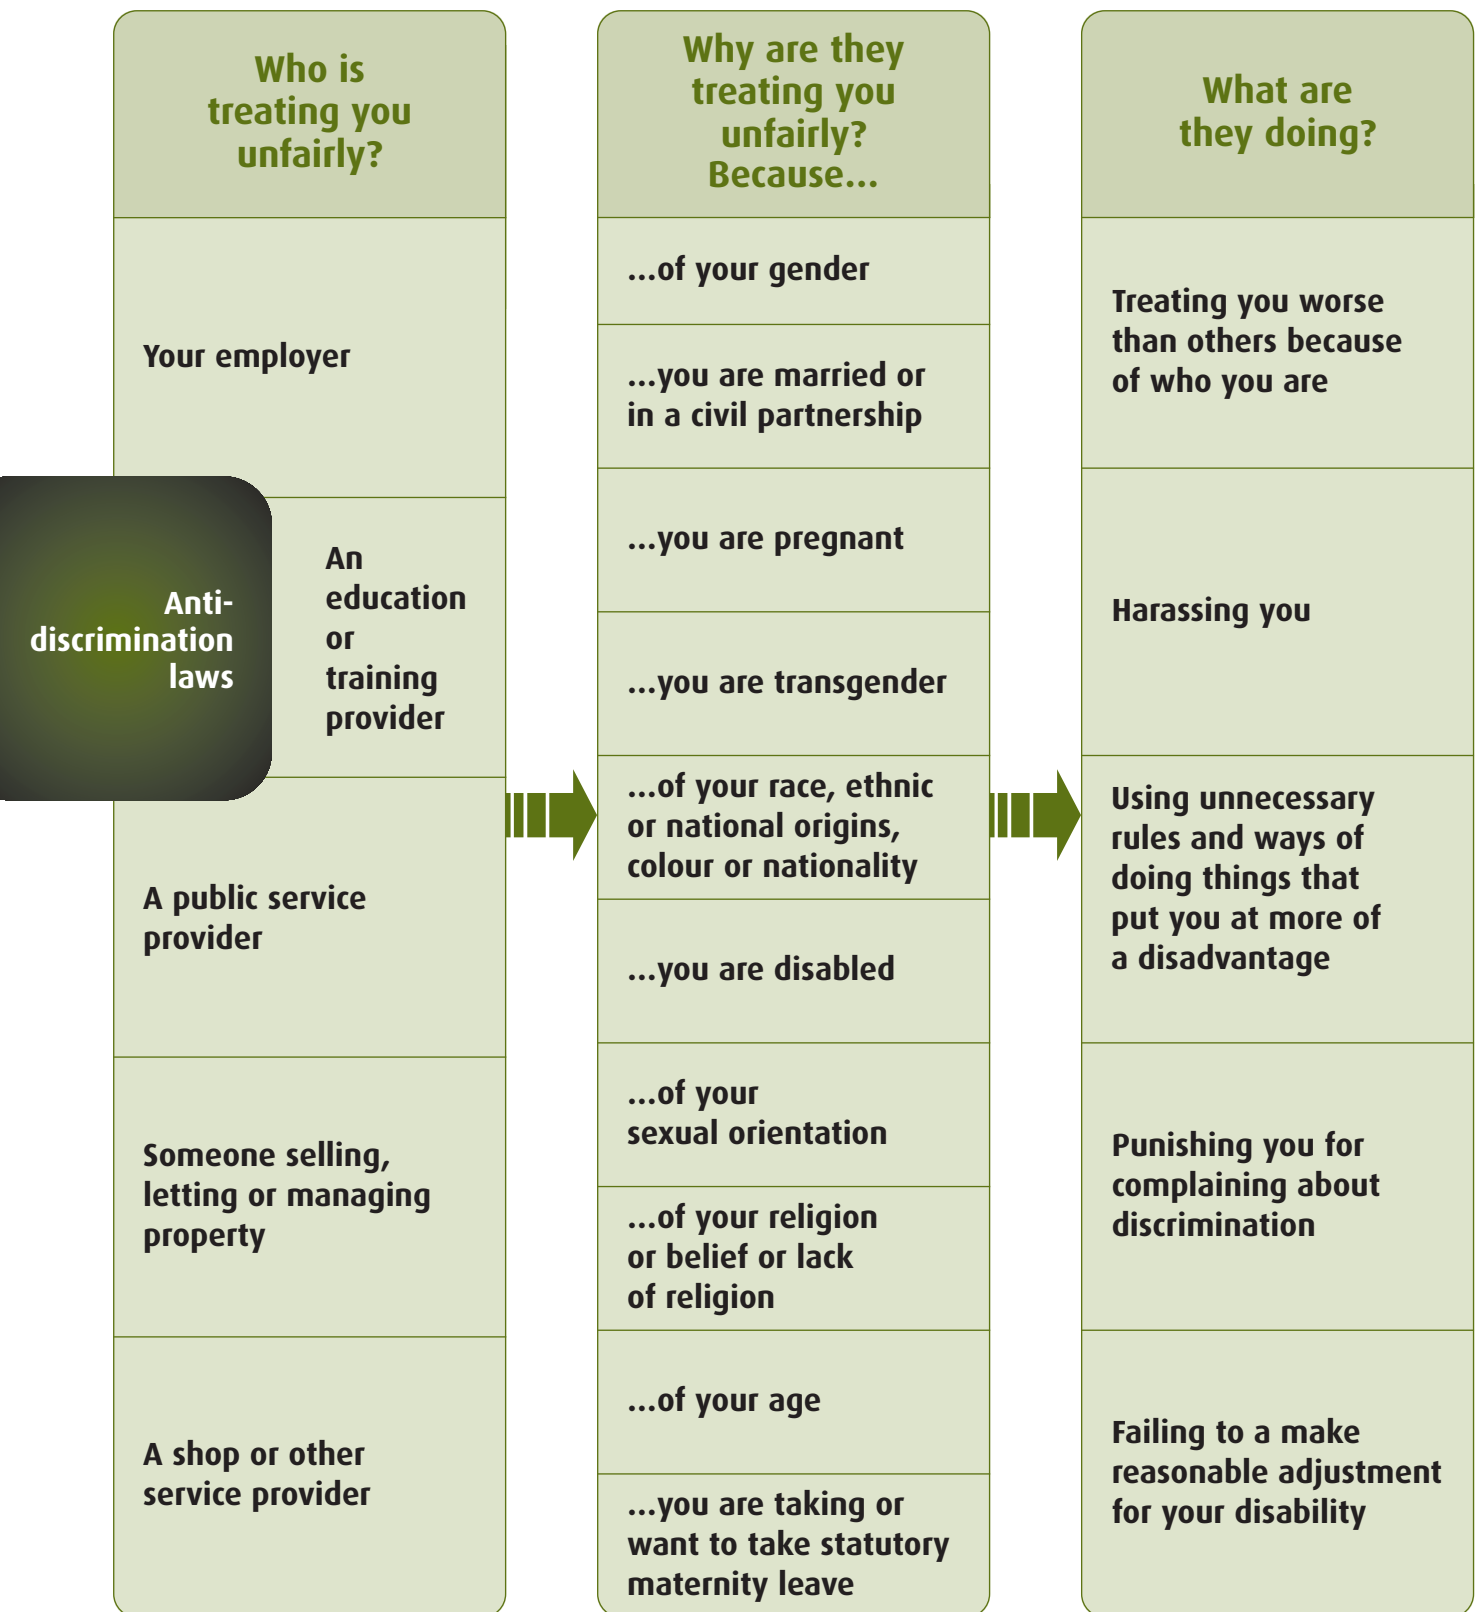 Who is
treating you
unfairly?
Your employer
Anti-
discrimination
laws
An
education
or
training
provider
A public service
provider
Someone selling,
letting or managing
property
A shop or other
service provider
Why are they
treating you
unfairly?
Because...
...of your gender
...you are married or
in a civil partnership
...you are pregnant
...you are transgender
...of your race, ethnic
or national origins,
colour or nationality
...you are disabled
...of your
sexual orientation
...of your religion
or belief or lack
of religion
...of your age
...you are taking or
want to take statutory
maternity leave
What are
they doing?
Treating you worse
than others because
of who you are
Harassing you
Using unnecessary
rules and ways of
doing things that
put you at more of
a disadvantage
Punishing you for
complaining about
discrimination
Failing to a make
reasonable adjustment
for your disability